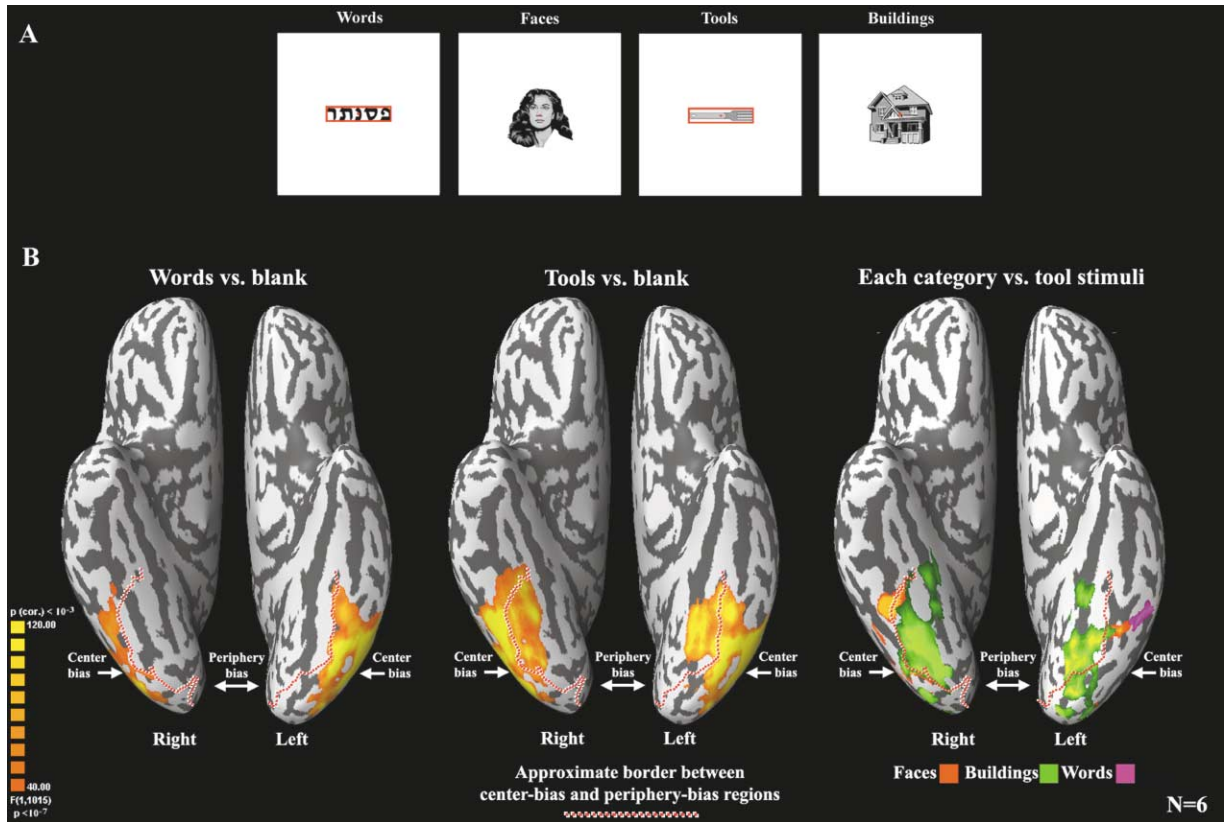 A
Words
Faces
Tools
Buildings
פסנתר
B
Words vs. blank
Tools vs. blank
Each category vs. tool stimuli
p (cor.) < 10⁻³
120.00
40.00
F(1,1015)
p <10⁻⁷
Center bias
Periphery bias
Center bias
Right
Left
Center bias
Periphery bias
Center bias
Right
Left
Center bias
Periphery bias
Center bias
Right
Left
Approximate border between
center-bias and periphery-bias regions
Faces
Buildings
Words
N=6